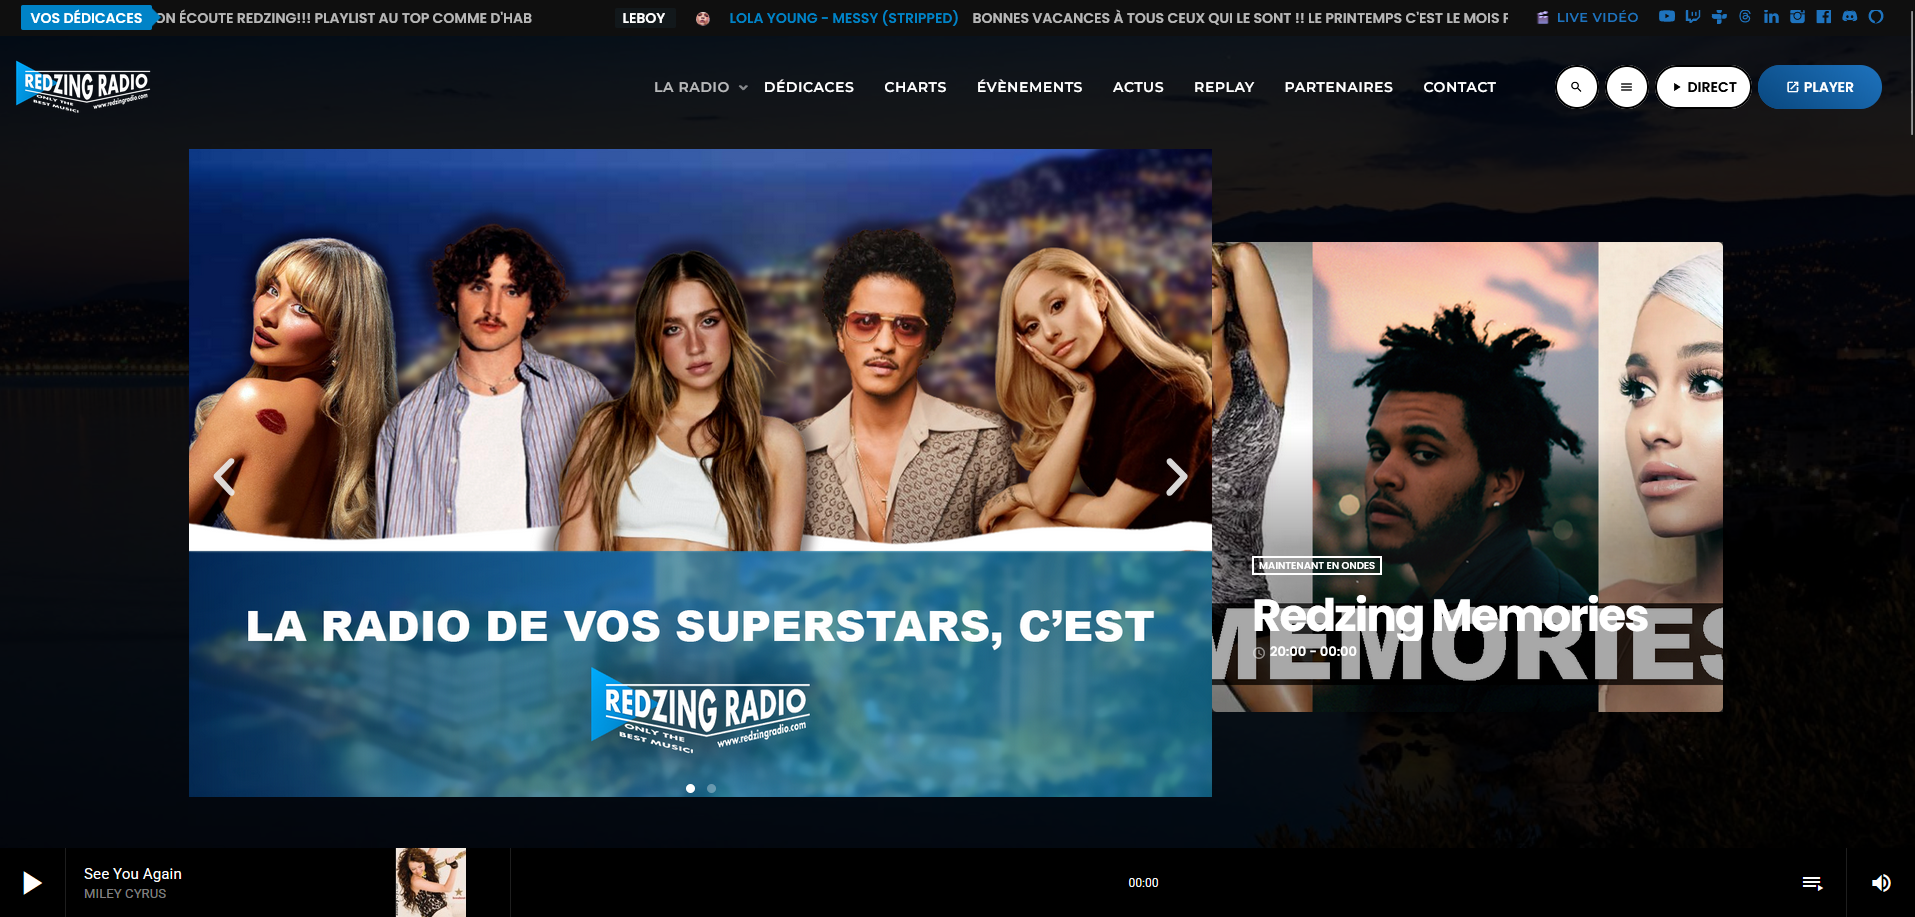 VOS DÉDICACES
ON ÉCOUTE REDZING!!! PLAYLIST AU TOP COMME D'HAB
LEBOY
LOLA YOUNG - MESSY (STRIPPED)
BONNES VACANCES À TOUS CEUX QUI LE SONT !! LE PRINTEMPS C'EST LE MOIS
LIVE VIDÉO
REDZING RADIO
ONLY THE
BEST MUSIC!
www.redzingradio.com
LA RADIO
DÉDICACES
CHARTS
ÉVÈNEMENTS
ACTUS
REPLAY
PARTENAIRES
CONTACT
DIRECT
PLAYER
LA RADIO DE VOS SUPERSTARS, C'EST
REDZING RADIO
ONLY THE
BEST MUSIC!
www.redzingradio.com
MAINTENANT EN ONDES
Redzing Memories
20:00 - 00:00
MEMORIES
See You Again
MILEY CYRUS
00:00